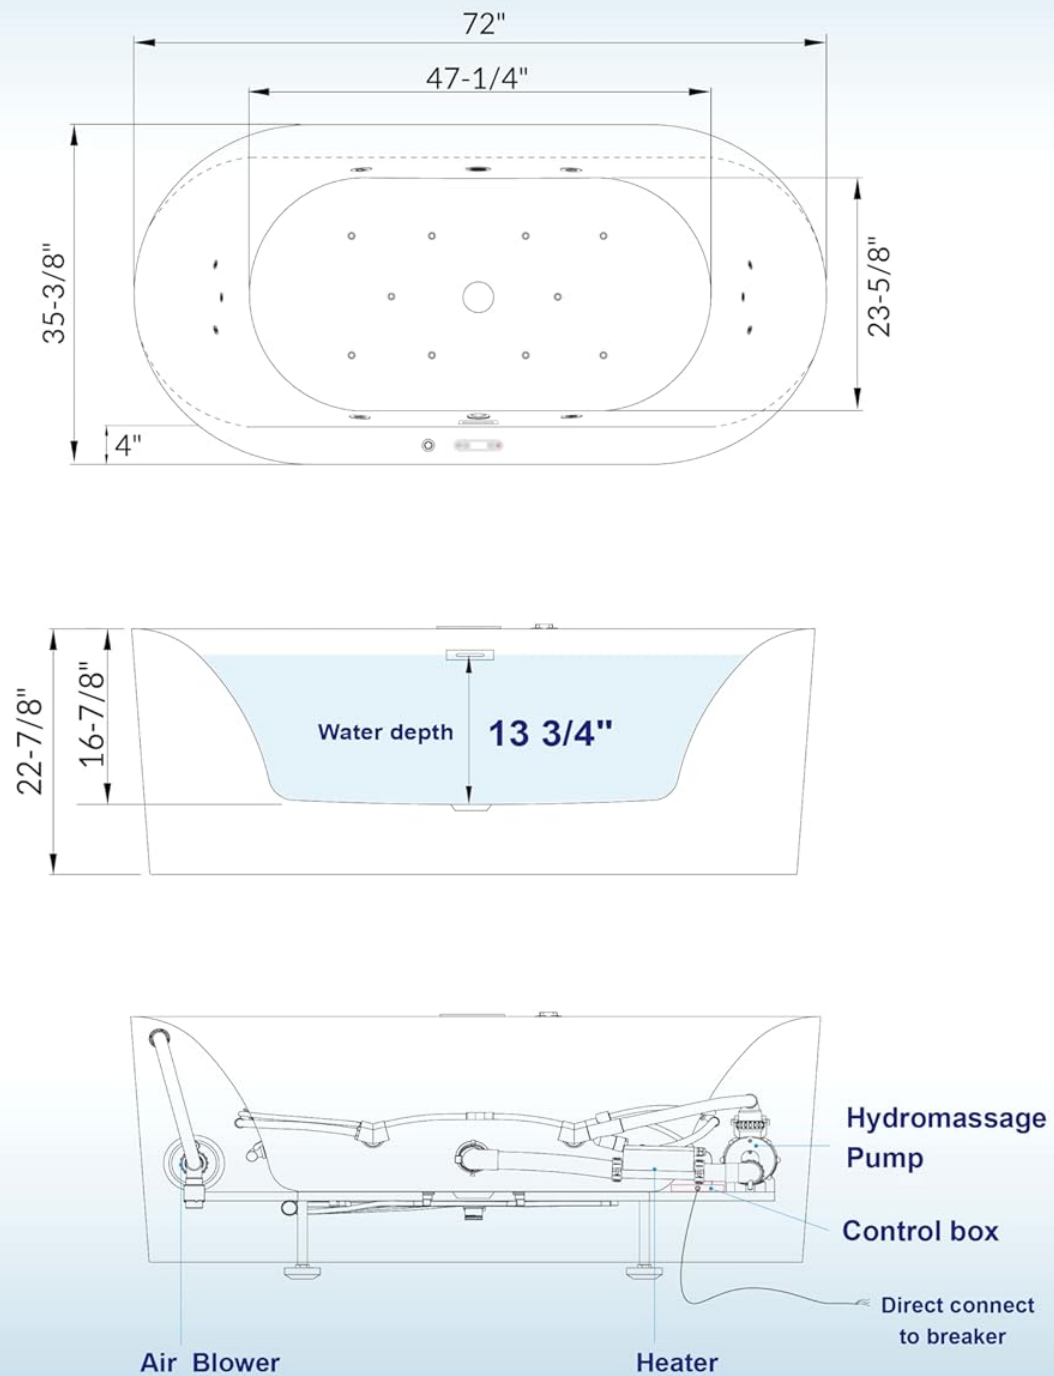 72"
47-1/4"
35-3/8"
23-5/8"
4"
22-7/8"
16-7/8"
Water depth 13 3/4"
Hydromassage
Pump
Control box
Direct connect
to breaker
Air Blower
Heater